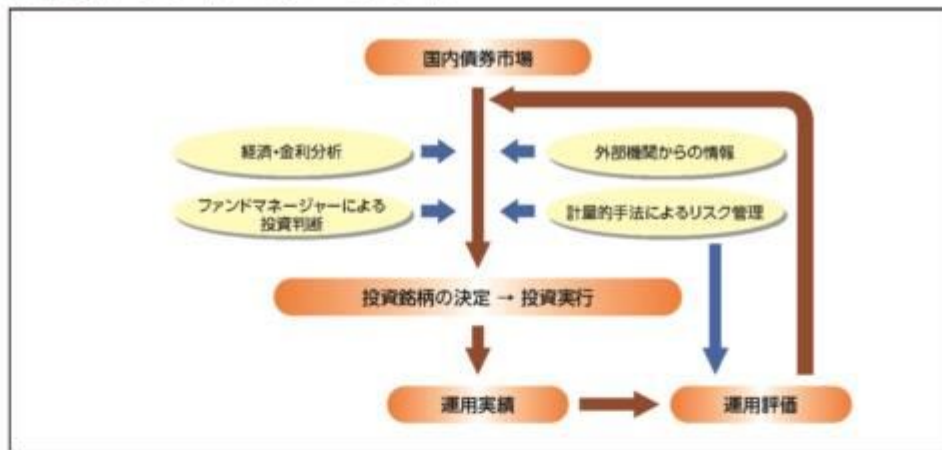 国内債券市場
経済・金利分析
外部機関からの情報
ファンドマネージャーによる
投資判断
計量的手法によるリスク管理
投資銘柄の決定 → 投資実行
運用実績
運用評価